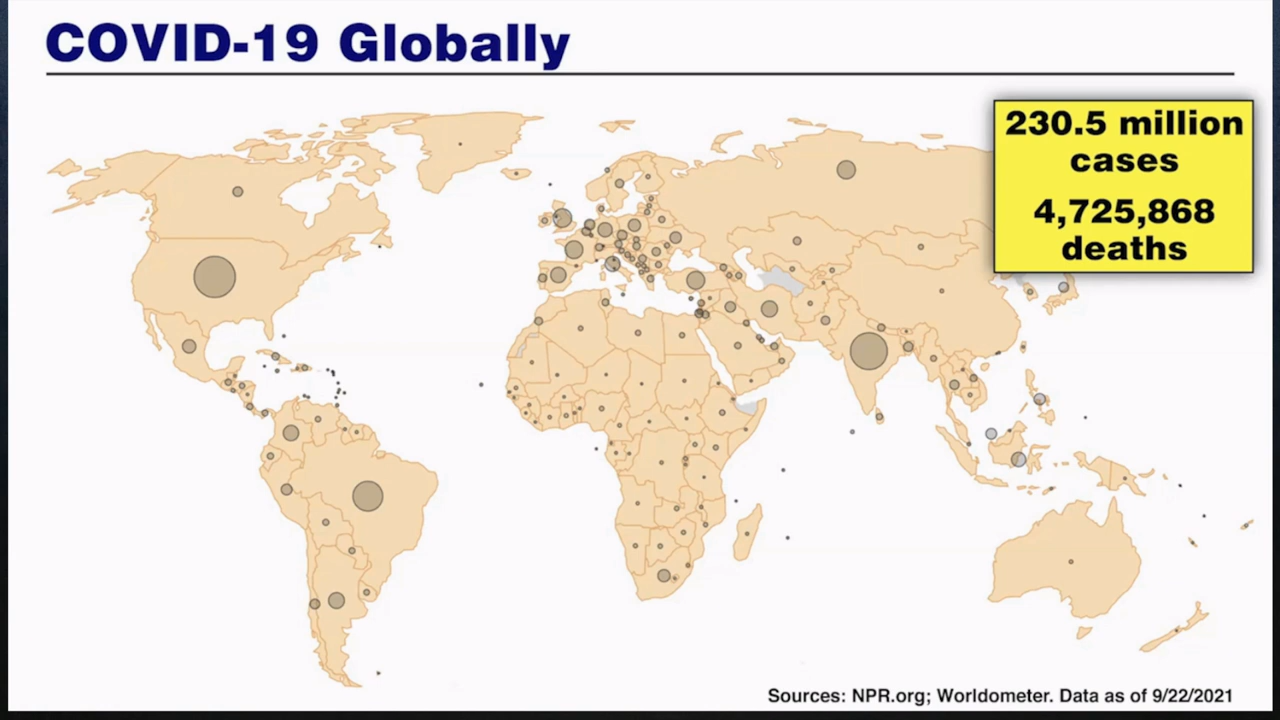 COVID-19 Globally
230.5 million
cases
4,725,868
deaths
Sources: NPR.org; Worldometer. Data as of 9/22/2021